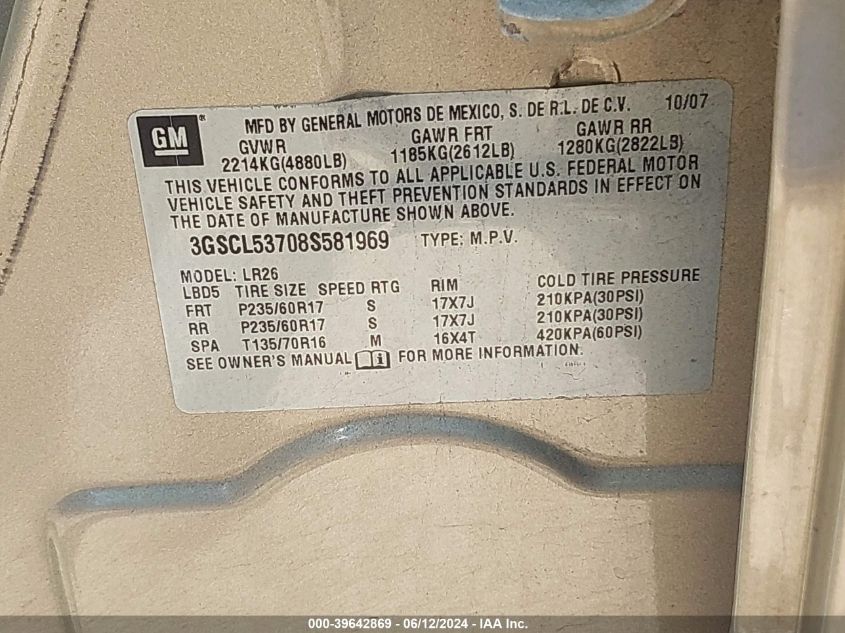 GM ® MFD BY GENERAL MOTORS DE MEXICO, S. DE R.L. DE C.V. 10/07
GVWR GAWR FRT GAWR RR
2214KG(4880LB) 1185KG(2612LB) 1280KG(2822LB)
THIS VEHICLE CONFORMS TO ALL APPLICABLE U.S. FEDERAL MOTOR
VEHICLE SAFETY AND THEFT PREVENTION STANDARDS IN EFFECT ON
THE DATE OF MANUFACTURE SHOWN ABOVE.
3GSCL53708S581969 TYPE: M.P.V.
MODEL: LR26
LBD5 TIRE SIZE SPEED RTG RIM COLD TIRE PRESSURE
FRT P235/60R17 S 17X7J 210KPA(30PSI)
RR P235/60R17 S 17X7J 210KPA(30PSI)
SPA T135/70R16 M 16X4T 420KPA(60PSI)
SEE OWNER'S MANUAL FOR MORE INFORMATION.
000-39642869 - 06/12/2024 - IAA Inc.